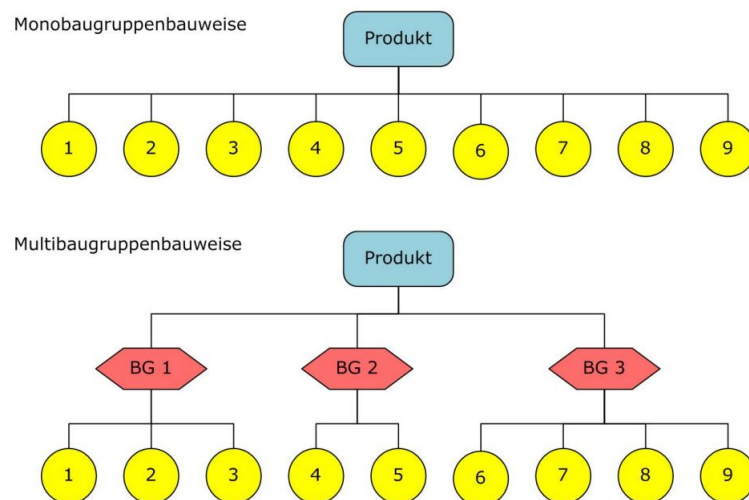 Monobaugruppenbauweise
Produkt
1 2 3 4 5 6 7 8 9
Multibaugruppenbauweise
Produkt
BG 1 BG 2 BG 3
1 2 3 4 5 6 7 8 9